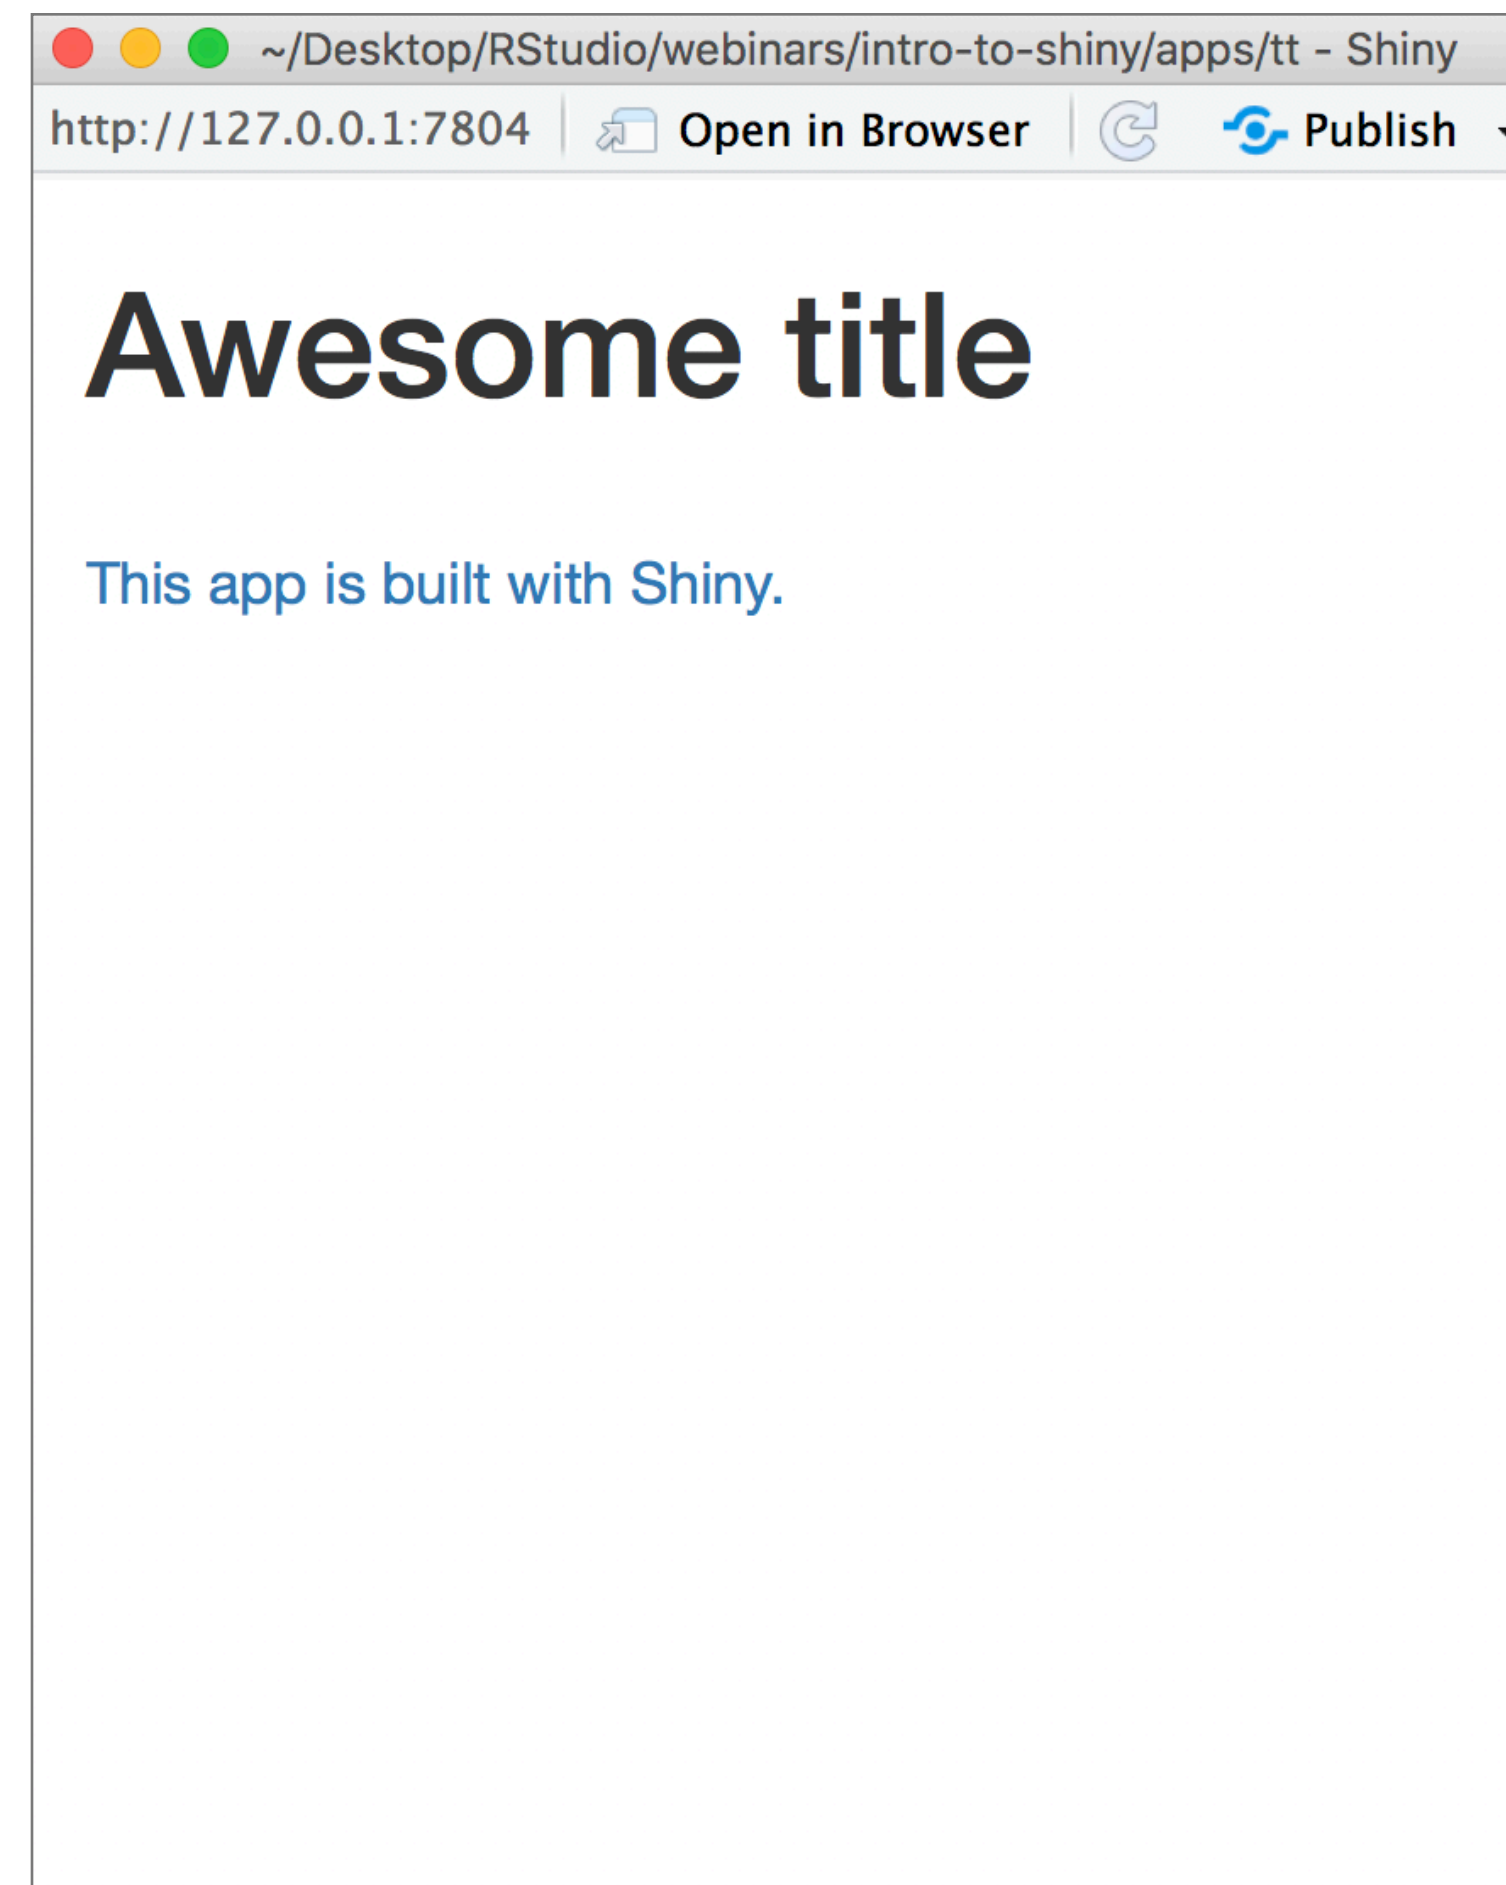 ~/Desktop/RStudio/webinars/intro-to-shiny/apps/tt - Shiny
http://127.0.0.1:7804 Open in Browser Publish
Awesome title
This app is built with Shiny.